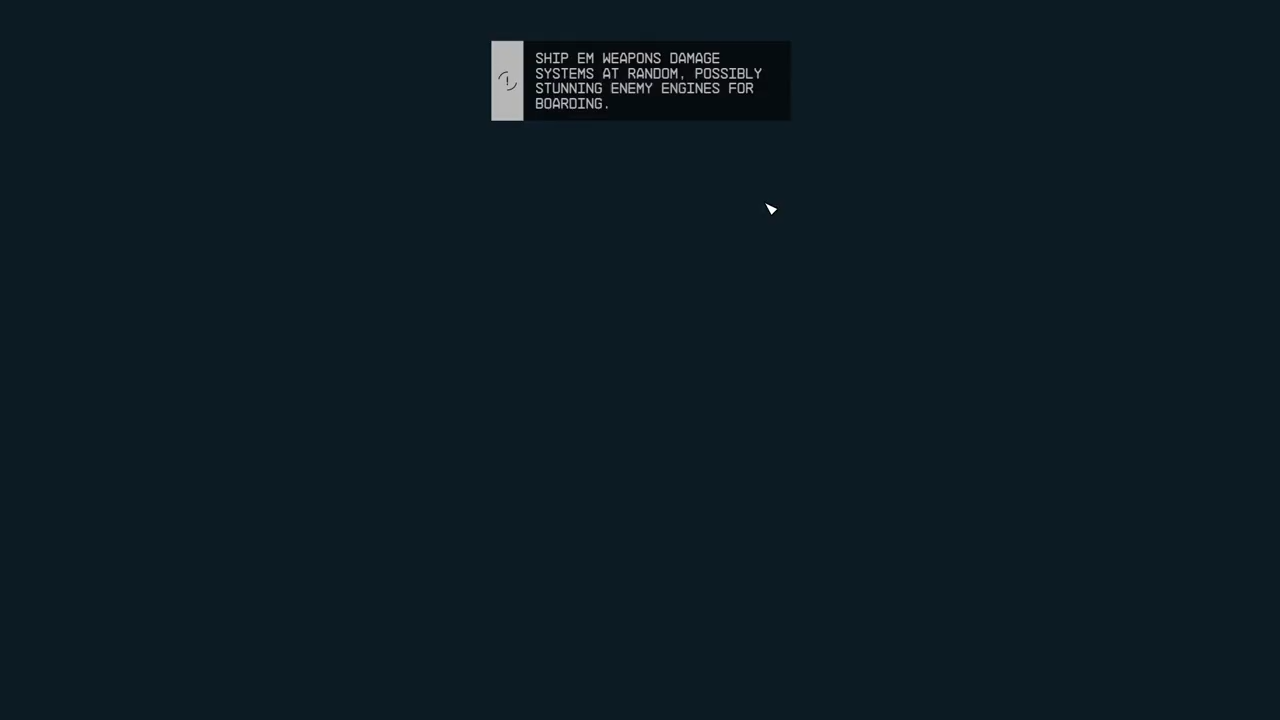 SHIP EM WEAPONS DAMAGE
SYSTEMS AT RANDOM, POSSIBLY
STUNNING ENEMY ENGINES FOR
BOARDING.